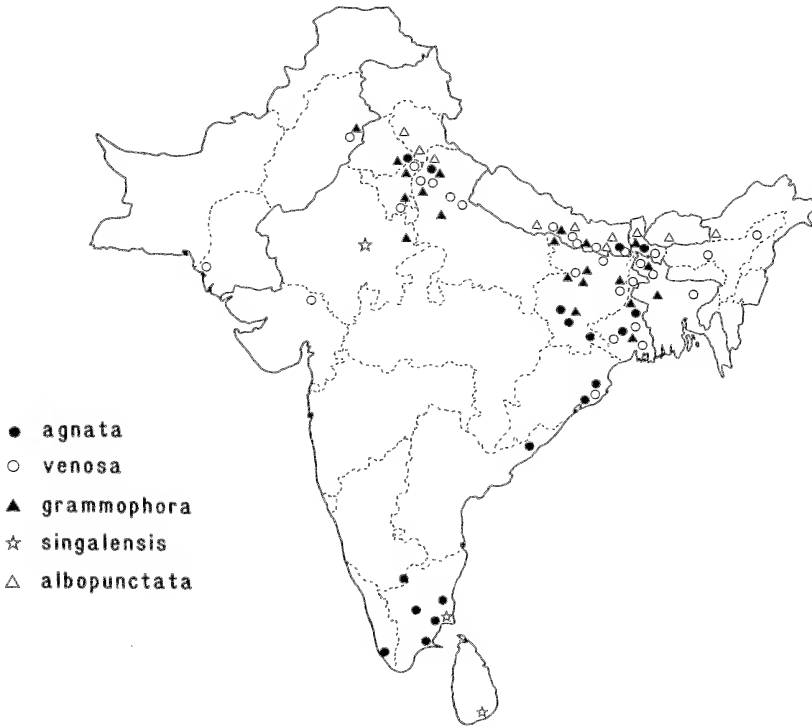 agnata
venosa
grammophora
singalensis
albopunctata